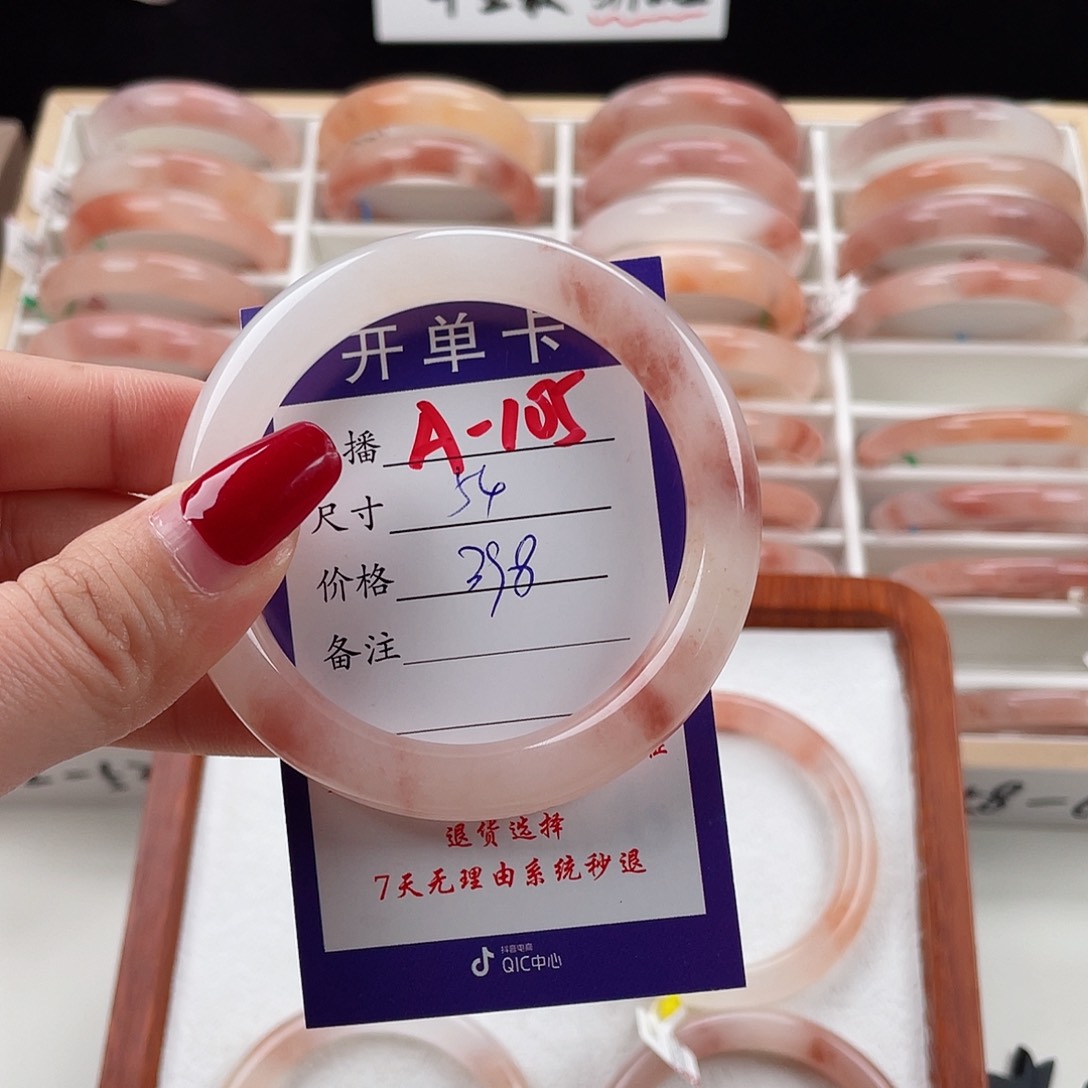 开单卡
播 A-105
尺寸 54
价格 398
备注
退货选择
7天无理由系统秒退
抖音电商
QIC中心